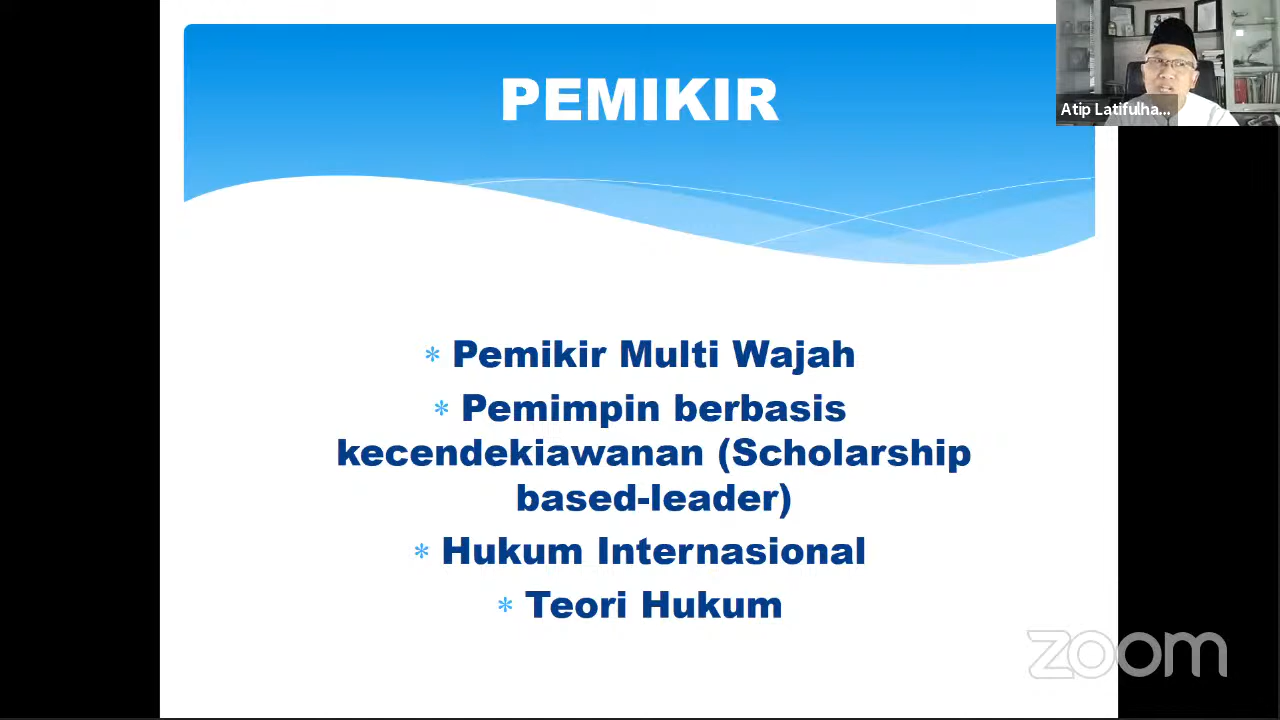 PEMIKIR
Atip Latifulha...
* Pemikir Multi Wajah
* Pemimpin berbasis
kecendekiawanan (Scholarship
based-leader)
* Hukum Internasional
* Teori Hukum
zoom